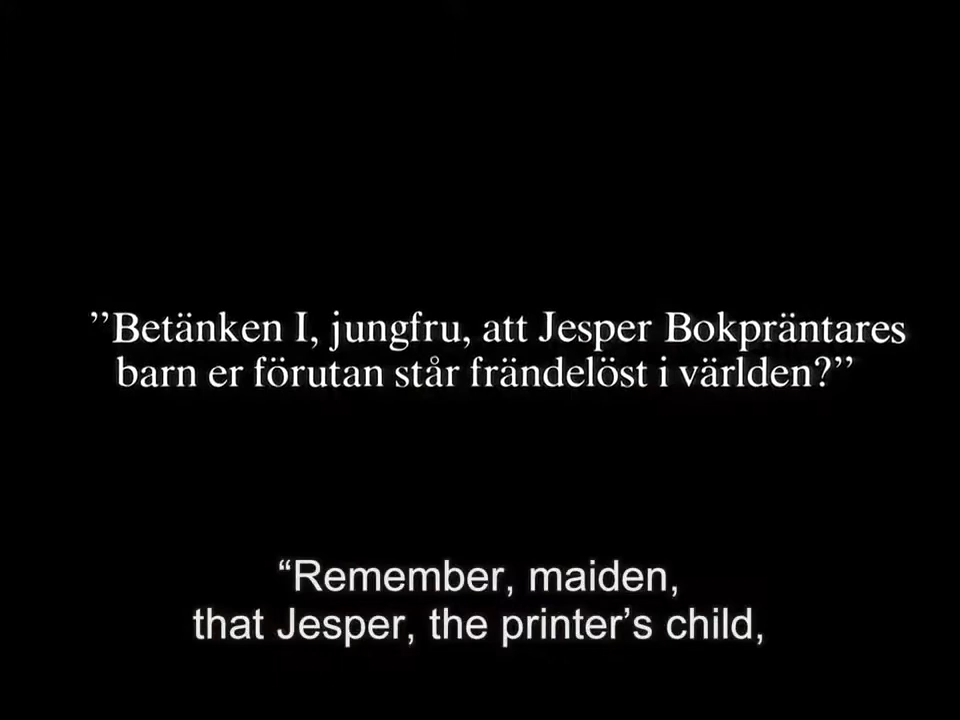 ”Betänken I, jungfru, att Jesper Bokpräntares
barn er förutan står frändelöst i världen?”
“Remember, maiden,
that Jesper, the printer’s child,